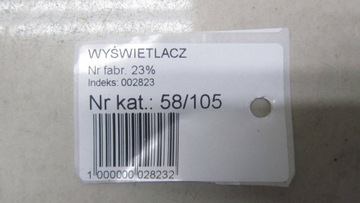 WYŚWIETLACZ
Nr fabr. 23%
Indeks: 002823
Nr kat.: 58/105
1 000000 028232